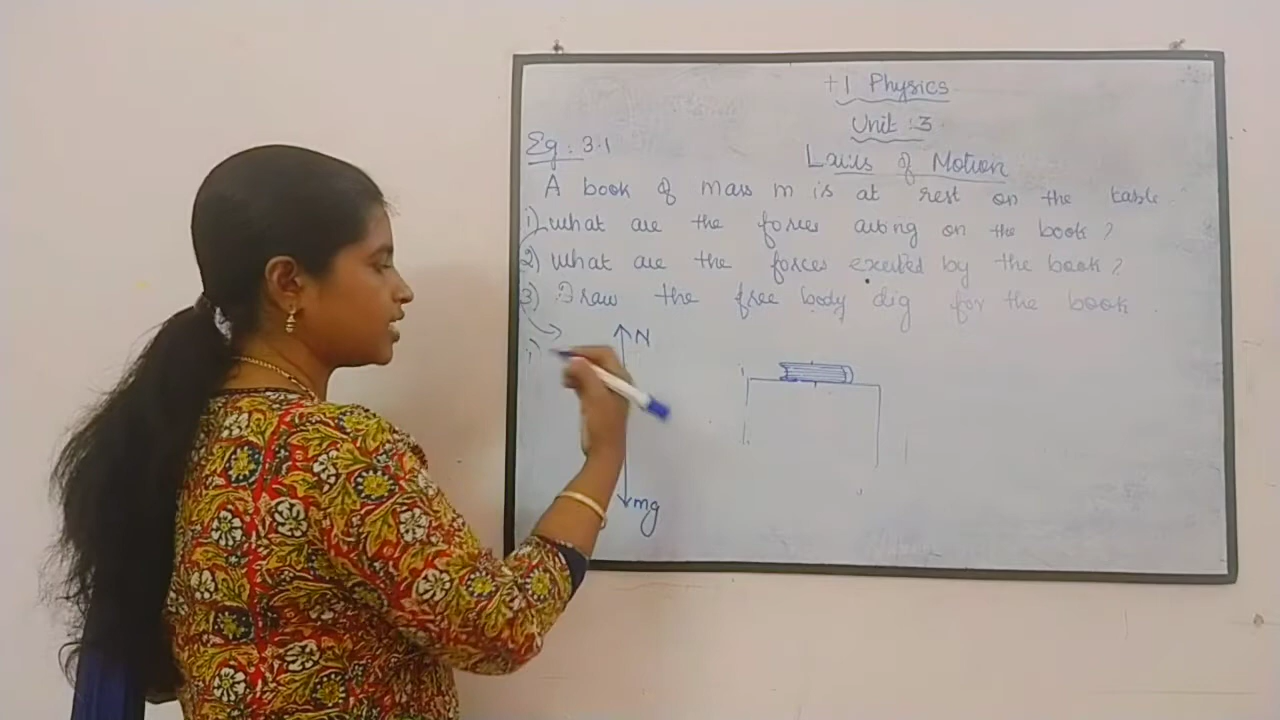 +1 Physics
Unit : 3
Eg : 3.1
Laws of Motion
A book of mass m is at rest on the table
1) what are the forces acting on the book ?
2) what are the forces exerted by the book ?
3) Draw the free body dig for the book
N
i)
mg